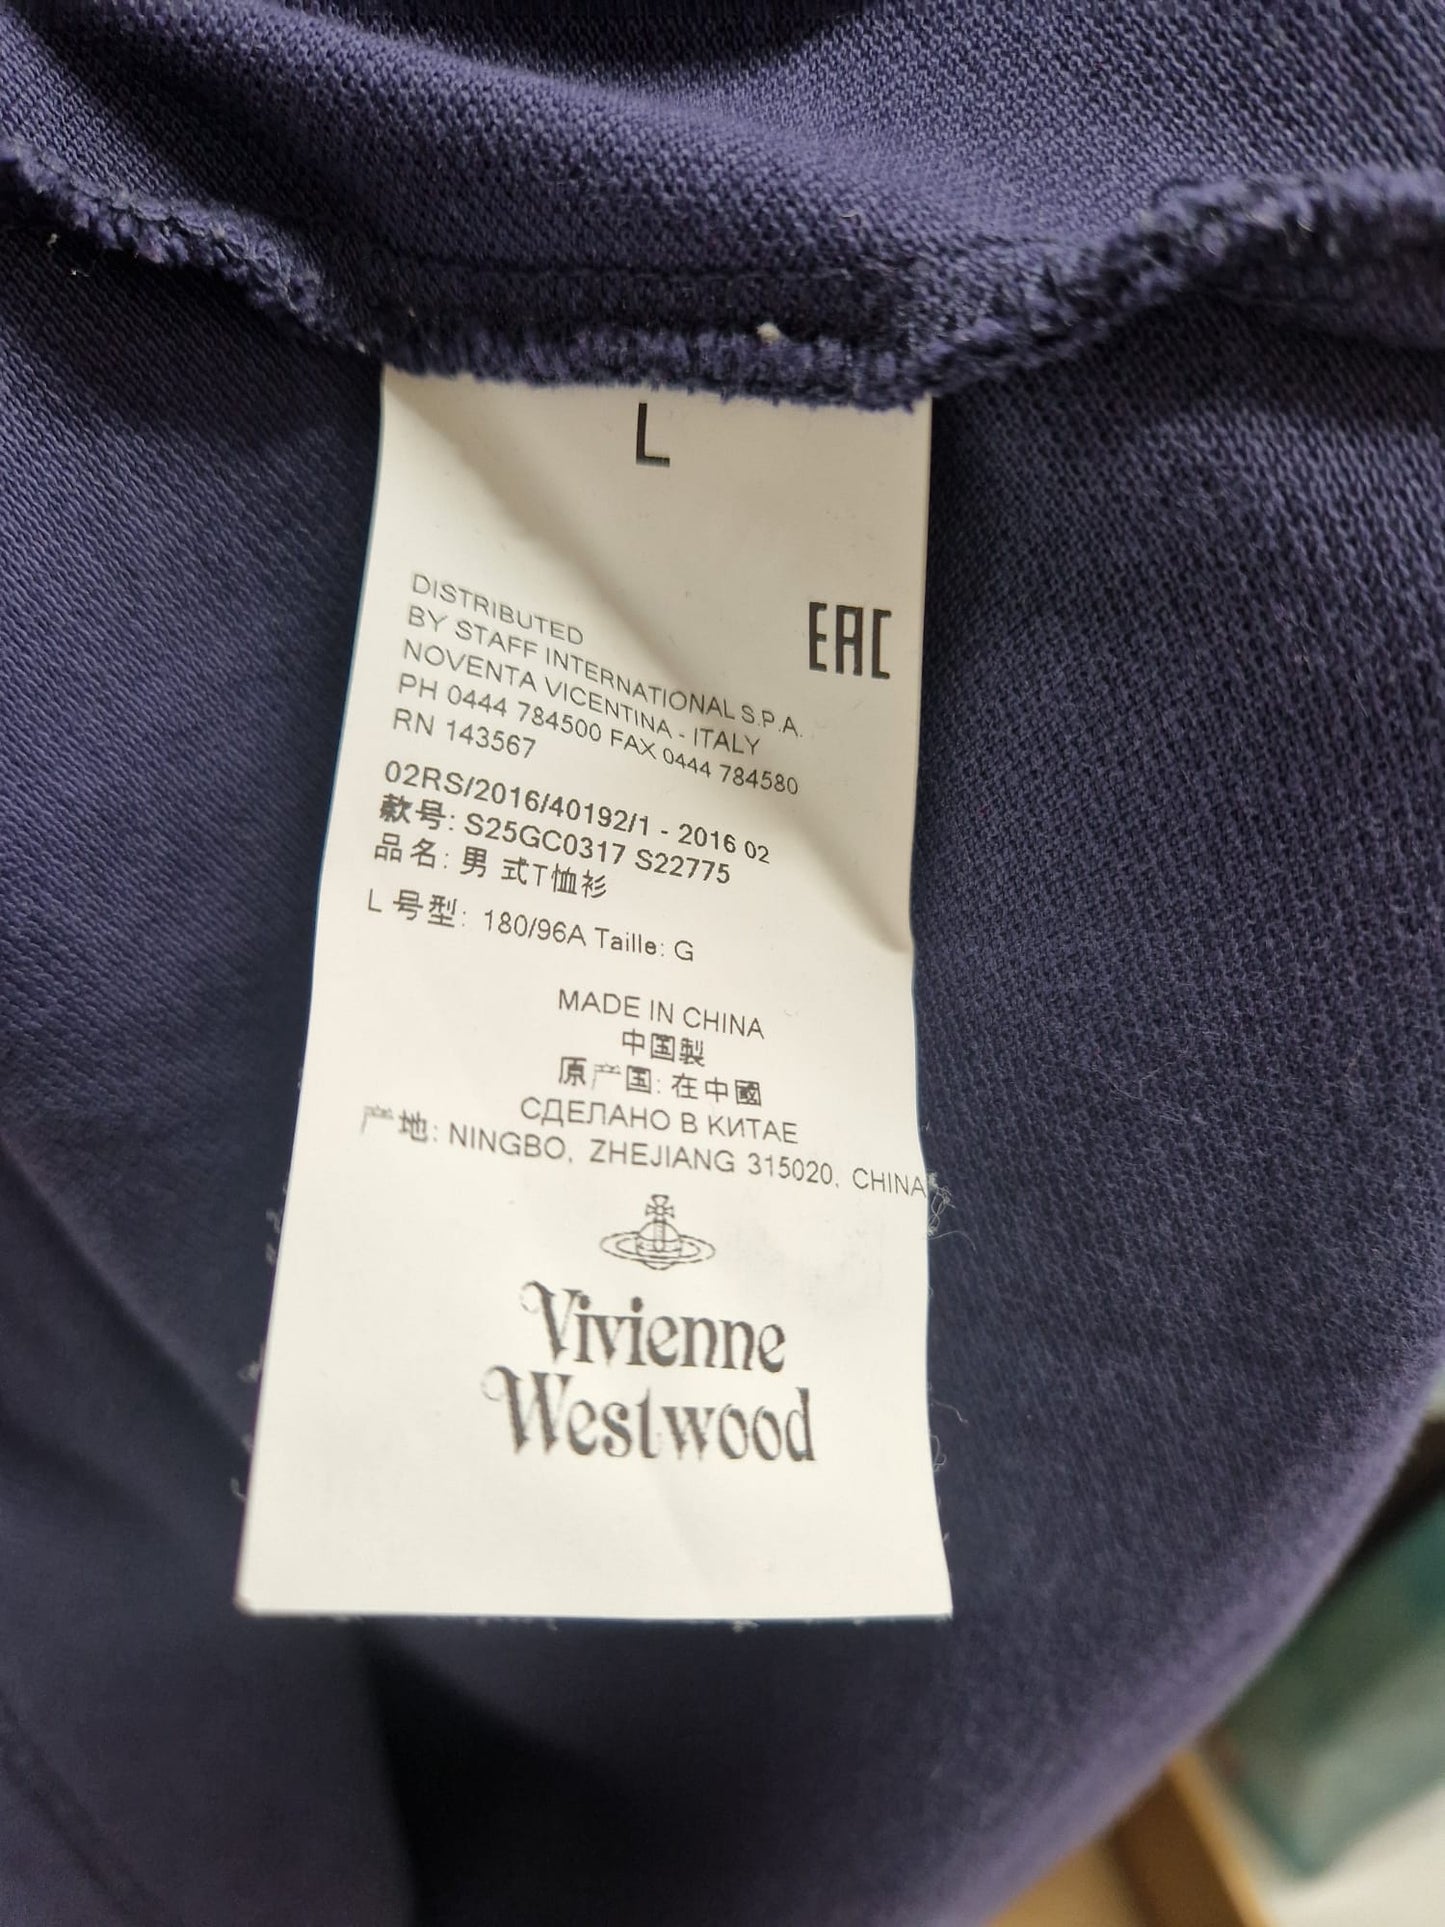 L
EAC
DISTRIBUTED
BY STAFF INTERNATIONAL S.P.A.
NOVENTA VICENTINA - ITALY
PH 0444 784500 FAX 0444 784580
RN 143567
02RS/2016/40192/1 - 2016 02
款号: S25GC0317 S22775
品名: 男 式T恤衫
L 号型: 180/96A Taille: G
MADE IN CHINA
中国製
原产国: 在中國
СДЕЛАНО В КИТАЕ
产地: NINGBO, ZHEJIANG 315020, CHINA
Vivienne
Westwood